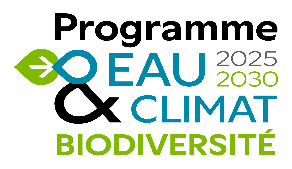 Programme
EAU 2025
& CLIMAT 2030
BIODIVERSITÉ